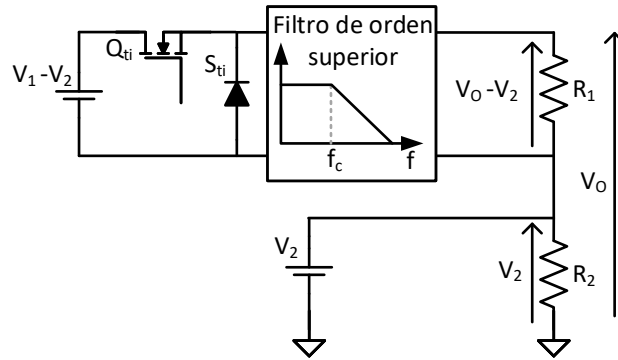 Filtro de orden
superior
Q_ti
S_ti
V_1-V_2
V_O-V_2
R_1
f_c
f
V_O
V_2
V_2
R_2